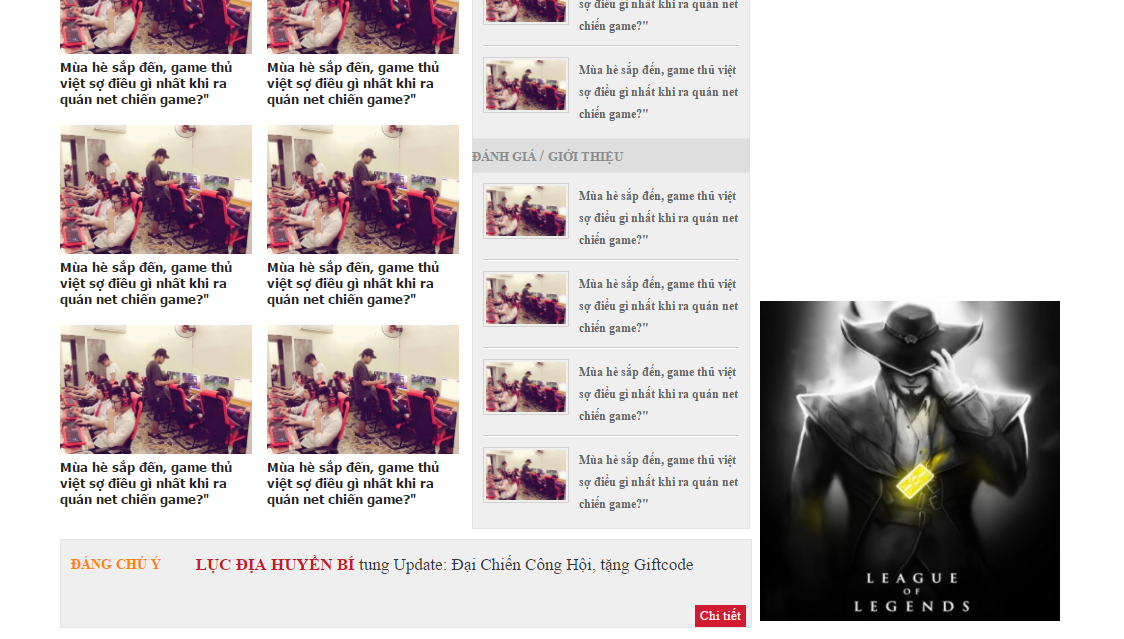 Mùa hè sắp đến, game thủ
việt sợ điều gì nhất khi ra
quán net chiến game?"
Mùa hè sắp đến, game thủ
việt sợ điều gì nhất khi ra
quán net chiến game?"
Mùa hè sắp đến, game thủ
việt sợ điều gì nhất khi ra
quán net chiến game?"
Mùa hè sắp đến, game thủ
việt sợ điều gì nhất khi ra
quán net chiến game?"
Mùa hè sắp đến, game thủ
việt sợ điều gì nhất khi ra
quán net chiến game?"
Mùa hè sắp đến, game thủ
việt sợ điều gì nhất khi ra
quán net chiến game?"
sợ điều gì nhất khi ra quán net
chiến game?"
Mùa hè sắp đến, game thủ việt
sợ điều gì nhất khi ra quán net
chiến game?"
ĐÁNH GIÁ / GIỚI THIỆU
Mùa hè sắp đến, game thủ việt
sợ điều gì nhất khi ra quán net
chiến game?"
Mùa hè sắp đến, game thủ việt
sợ điều gì nhất khi ra quán net
chiến game?"
Mùa hè sắp đến, game thủ việt
sợ điều gì nhất khi ra quán net
chiến game?"
Mùa hè sắp đến, game thủ việt
sợ điều gì nhất khi ra quán net
chiến game?"
ĐÁNG CHÚ Ý
LỤC ĐỊA HUYỀN BÍ tung Update: Đại Chiến Công Hội, tặng Giftcode
Chi tiết
LEAGUE
OF
LEGENDS